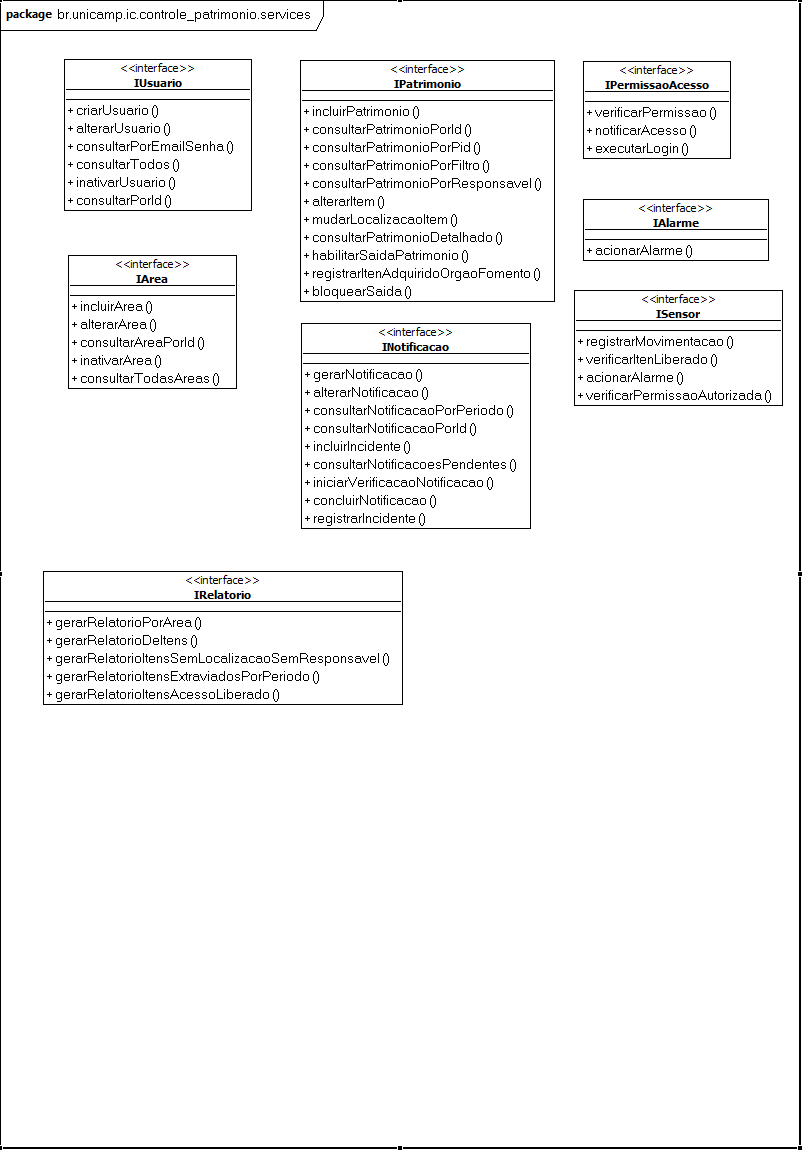 package br.unicamp.ic.controle_patrimonio.services
<<interface>>
IUsuario
+ criarUsuario ()
+ alterarUsuario ()
+ consultarPorEmailSenha ()
+ consultarTodos ()
+ inativarUsuario ()
+ consultarPorId ()
<<interface>>
IPatrimonio
+ incluirPatrimonio ()
+ consultarPatrimonioPorId ()
+ consultarPatrimonioPorPid ()
+ consultarPatrimonioPorFiltro ()
+ consultarPatrimonioPorResponsavel ()
+ alterarItem ()
+ mudarLocalizacaoItem ()
+ consultarPatrimonioDetalhado ()
+ habilitarSaidaPatrimonio ()
+ registrarItenAdquiridoOrgaoFomento ()
+ bloquearSaida ()
<<interface>>
IPermissaoAcesso
+ verificarPermissao ()
+ notificarAcesso ()
+ executarLogin ()
<<interface>>
IAlarme
+ acionarAlarme ()
<<interface>>
IArea
+ incluirArea ()
+ alterarArea ()
+ consultarAreaPorId ()
+ inativarArea ()
+ consultarTodasAreas ()
<<interface>>
ISensor
+ registrarMovimentacao ()
+ verificarItenLiberado ()
+ acionarAlarme ()
+ verificarPermissaoAutorizada ()
<<interface>>
INotificacao
+ gerarNotificacao ()
+ alterarNotificacao ()
+ consultarNotificacaoPorPeriodo ()
+ consultarNotificacaoPorId ()
+ incluirIncidente ()
+ consultarNotificacoesPendentes ()
+ iniciarVerificacaoNotificacao ()
+ concluirNotificacao ()
+ registrarIncidente ()
<<interface>>
IRelatorio
+ gerarRelatorioPorArea ()
+ gerarRelatorioDeItens ()
+ gerarRelatorioItensSemLocalizacaoSemResponsavel ()
+ gerarRelatorioItensExtraviadosPorPeriodo ()
+ gerarRelatorioItensAcessoLiberado ()